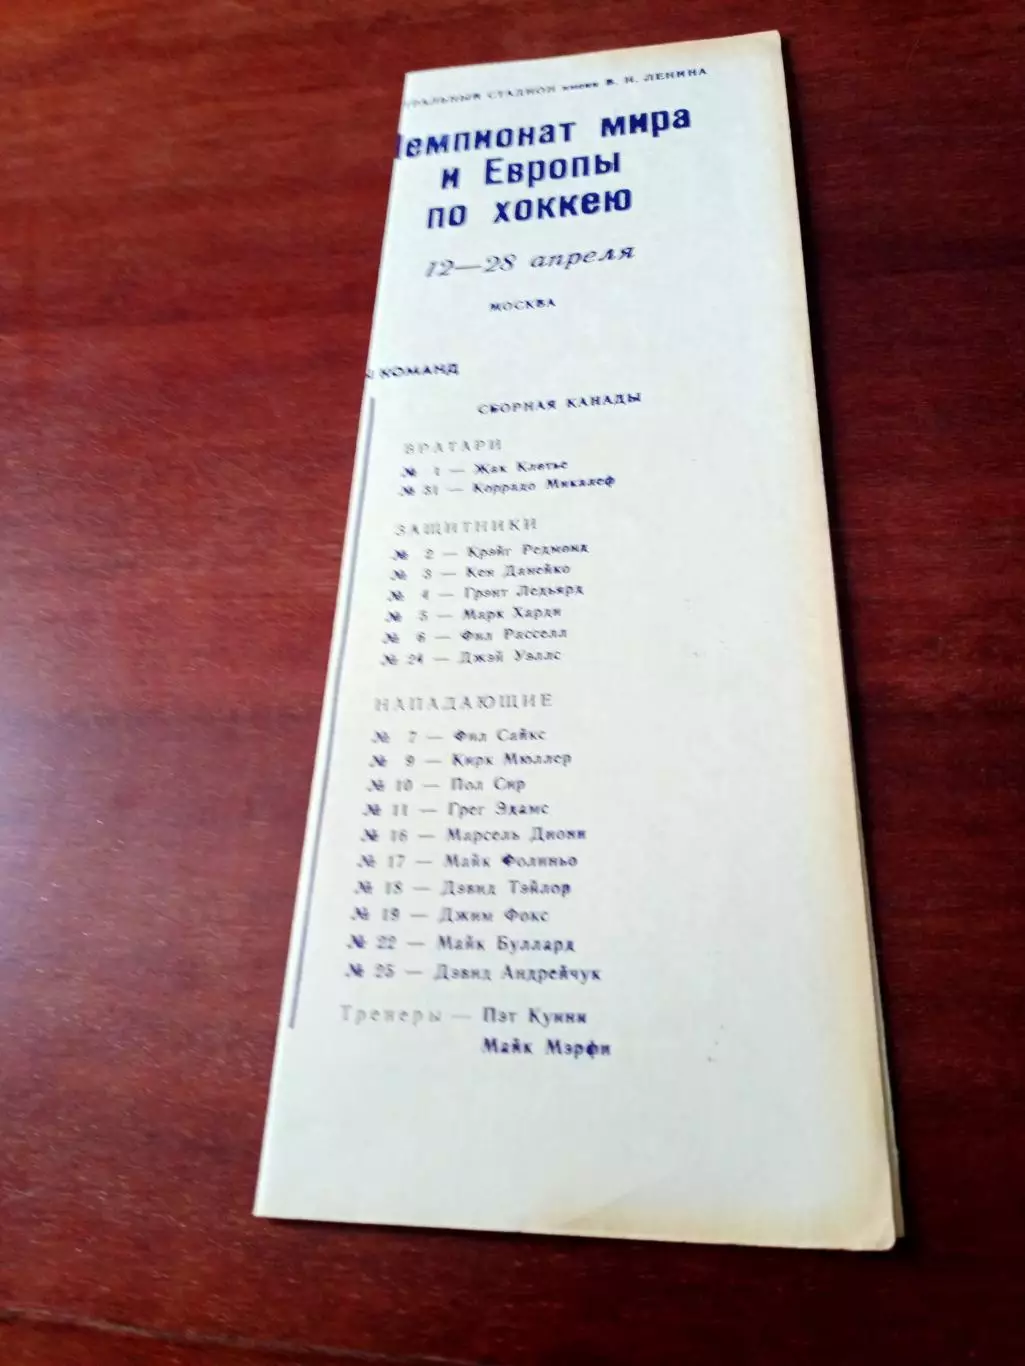 РАЛЬНЫЙ СТАДИОН имени В. И. ЛЕНИНА
Чемпионат мира
и Европы
по хоккею
12—28 апреля
МОСКВА
КОМАНД
СБОРНАЯ КАНАДЫ
ВРАТАРИ
№ 1 — Жак Клетье
№ 31 — Коррадо Микалеф
ЗАЩИТНИКИ
№ 2 — Крэйг Редмонд
№ 3 — Кен Данейко
№ 4 — Грэнт Ледьярд
№ 5 — Марк Харди
№ 6 — Фил Расселл
№ 24 — Джэй Уэллс
НАПАДАЮЩИЕ
№ 7 — Фил Сайкс
№ 9 — Кирк Мюллер
№ 10 — Пол Сир
№ 11 — Грег Эдамс
№ 16 — Марсель Дионн
№ 17 — Майк Фолиньо
№ 18 — Дэвид Тэйлор
№ 19 — Джим Фокс
№ 22 — Майк Буллард
№ 25 — Дэвид Андрейчук
Тренеры — Пэт Куинн
Майк Мэрфи